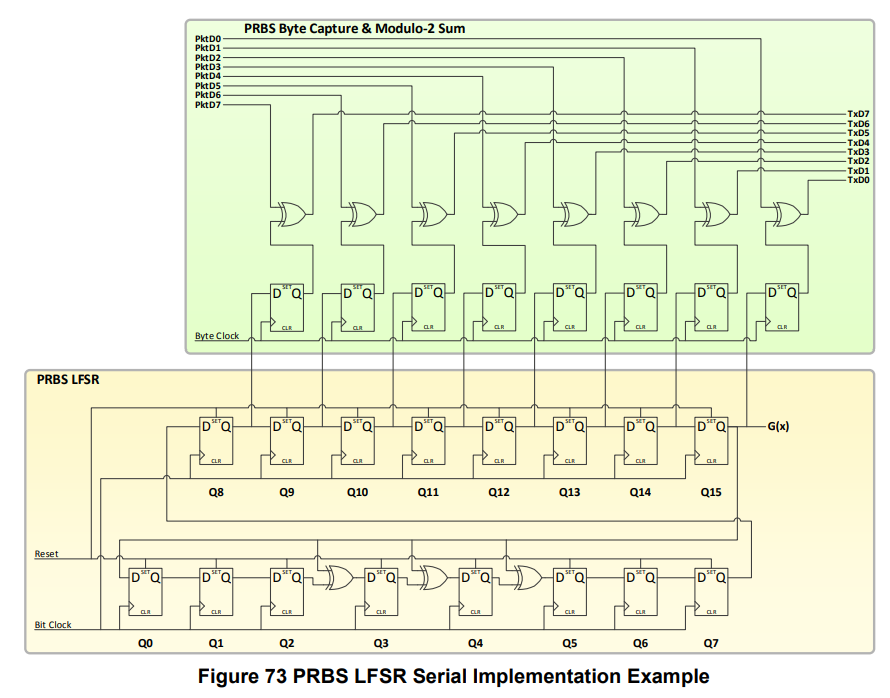 PRBS Byte Capture & Modulo-2 Sum
PktD0
PktD1
PktD2
PktD3
PktD4
PktD5
PktD6
PktD7
TxD7
TxD6
TxD5
TxD4
TxD3
TxD2
TxD1
TxD0
D SET Q D SET Q D SET Q D SET Q D SET Q D SET Q D SET Q D SET Q
CLR CLR CLR CLR CLR CLR CLR CLR
Byte Clock
PRBS LFSR
D SET Q D SET Q D SET Q D SET Q D SET Q D SET Q D SET Q D SET Q G(x)
CLR CLR CLR CLR CLR CLR CLR CLR
Q8 Q9 Q10 Q11 Q12 Q13 Q14 Q15
Reset
D SET Q D SET Q D SET Q D SET Q D SET Q D SET Q D SET Q D SET Q
CLR CLR CLR CLR CLR CLR CLR CLR
Bit Clock
Q0 Q1 Q2 Q3 Q4 Q5 Q6 Q7
Figure 73 PRBS LFSR Serial Implementation Example